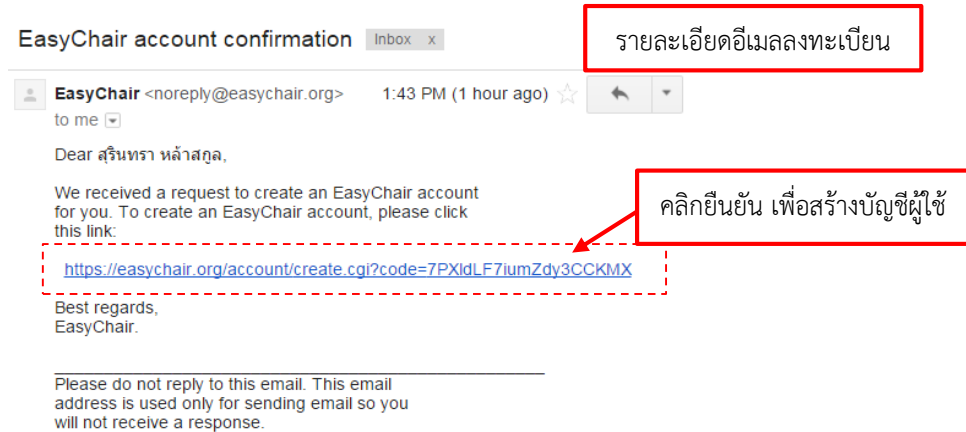 EasyChair account confirmation Inbox x
รายละเอียดอีเมลลงทะเบียน
EasyChair <noreply@easychair.org> 1:43 PM (1 hour ago)
to me
Dear สุรินทรา หล้าสกูล,
We received a request to create an EasyChair account
for you. To create an EasyChair account, please click
this link:
คลิกยืนยัน เพื่อสร้างบัญชีผู้ใช้
https://easychair.org/account/create.cgi?code=7PXldLF7iumZdy3CCKMX
Best regards,
EasyChair.
Please do not reply to this email. This email
address is used only for sending email so you
will not receive a response.